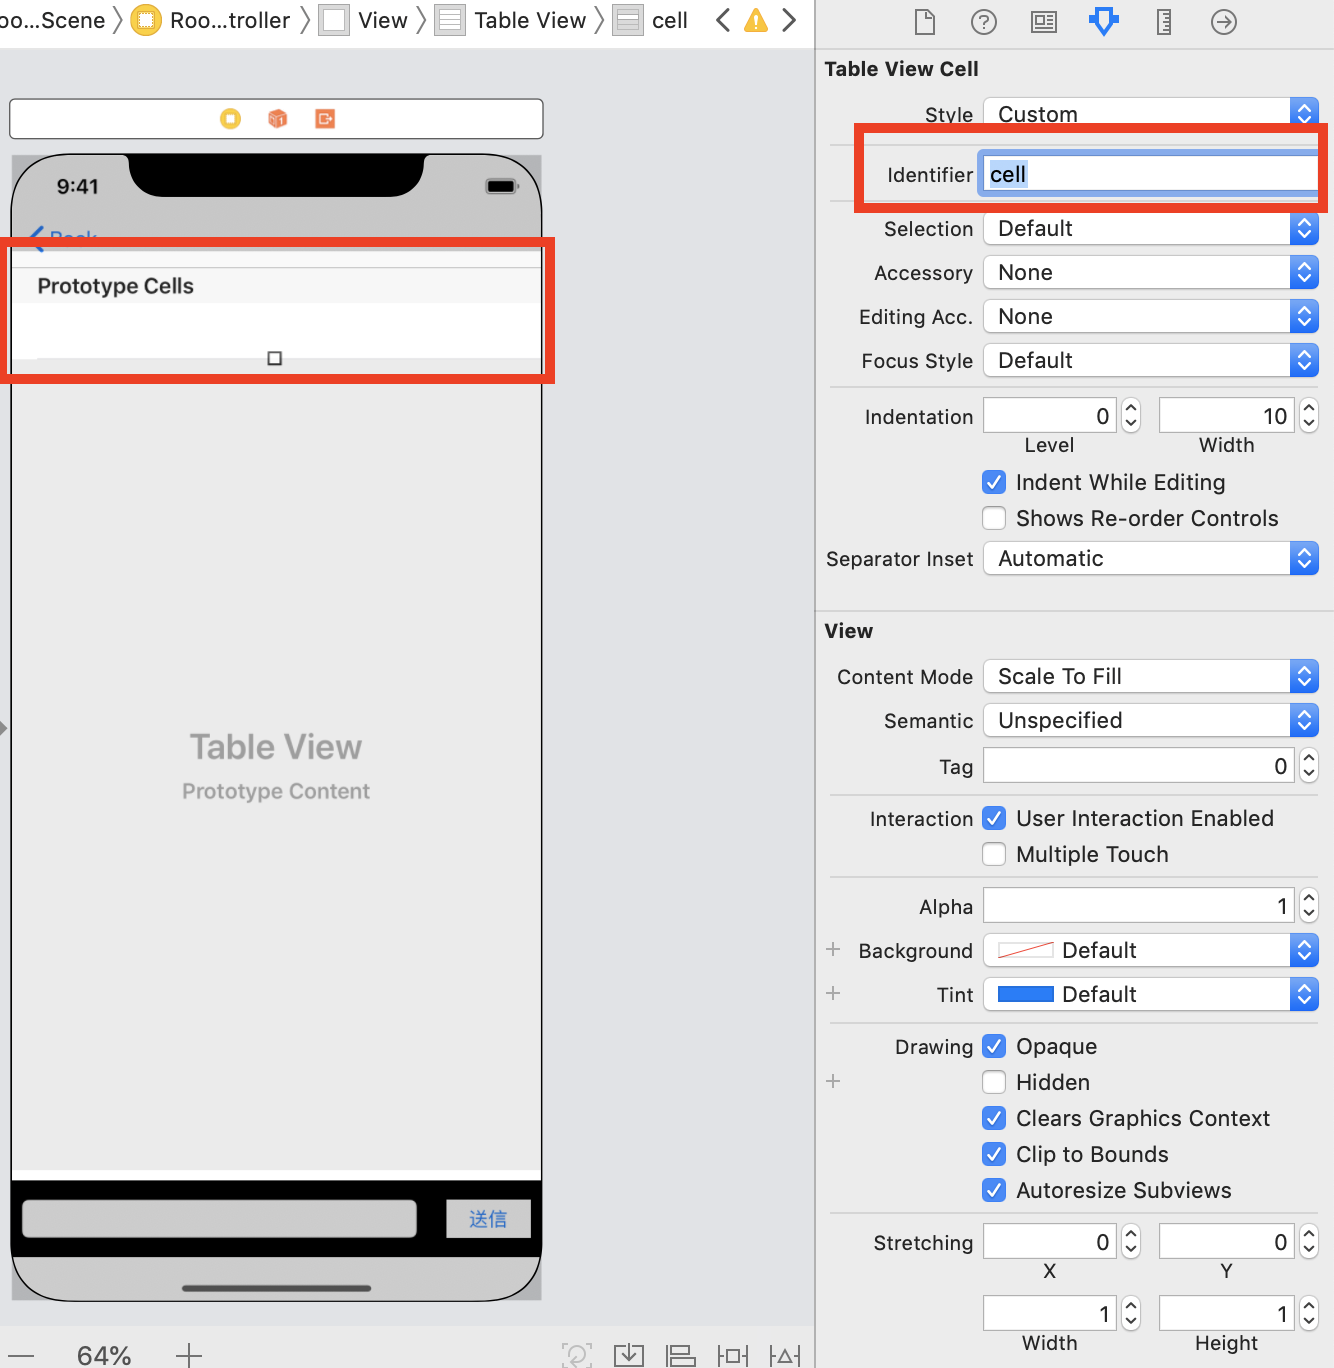 oo...Scene Roo...troller View Table View cell
9:41
Back
Prototype Cells
Table View
Prototype Content
送信
64%
Table View Cell
Style Custom
Identifier cell
Selection Default
Accessory None
Editing Acc. None
Focus Style Default
Indentation 0 10
Level Width
Indent While Editing
Shows Re-order Controls
Separator Inset Automatic
View
Content Mode Scale To Fill
Semantic Unspecified
Tag 0
Interaction User Interaction Enabled
Multiple Touch
Alpha 1
Background Default
Tint Default
Drawing Opaque
Hidden
Clears Graphics Context
Clip to Bounds
Autoresize Subviews
Stretching 0 0
X Y
1 1
Width Height